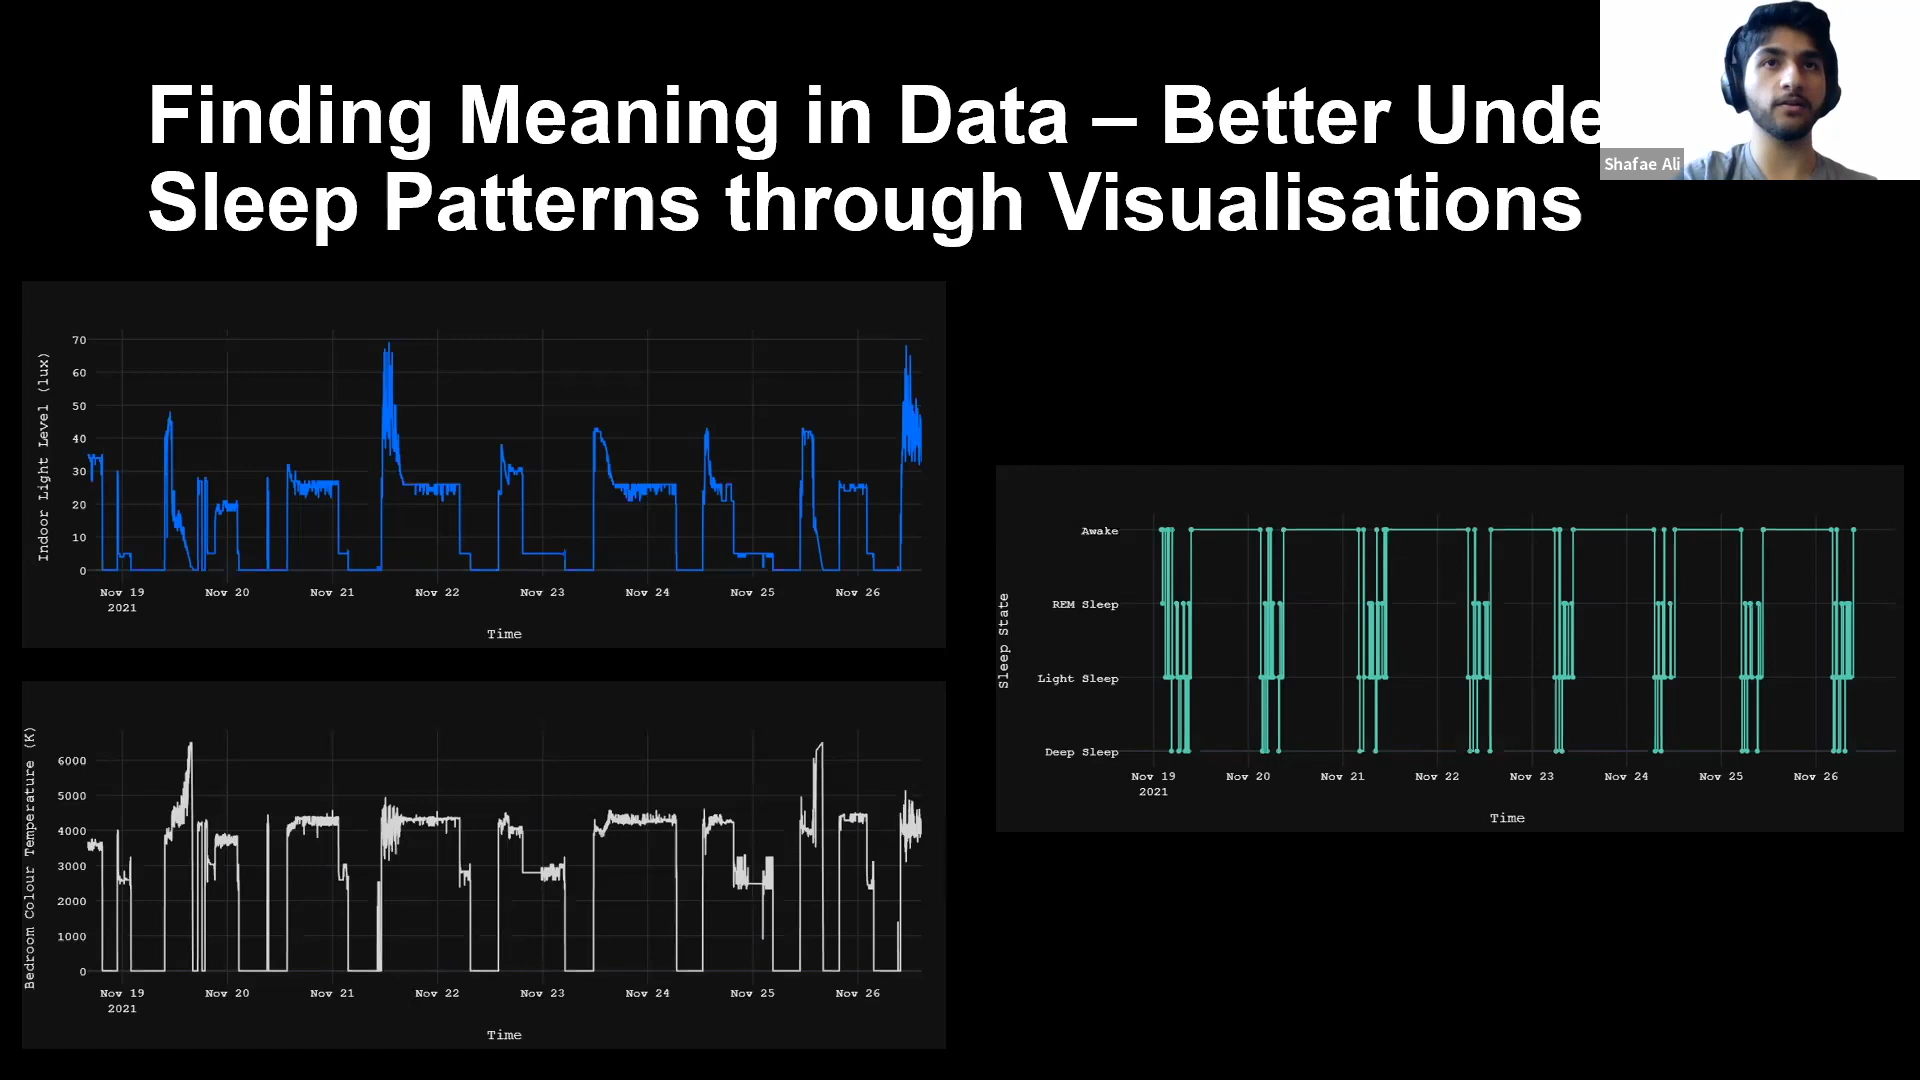 Finding Meaning in Data – Better Unde
Sleep Patterns through Visualisations
Shafae Ali
Indoor Light Level (lux)
70
60
50
40
30
20
10
0
Nov 19 Nov 20 Nov 21 Nov 22 Nov 23 Nov 24 Nov 25 Nov 26
2021
Time
Bedroom Colour Temperature (K)
6000
5000
4000
3000
2000
1000
0
Nov 19 Nov 20 Nov 21 Nov 22 Nov 23 Nov 24 Nov 25 Nov 26
2021
Time
Sleep State
Awake
REM Sleep
Light Sleep
Deep Sleep
Nov 19 Nov 20 Nov 21 Nov 22 Nov 23 Nov 24 Nov 25 Nov 26
2021
Time